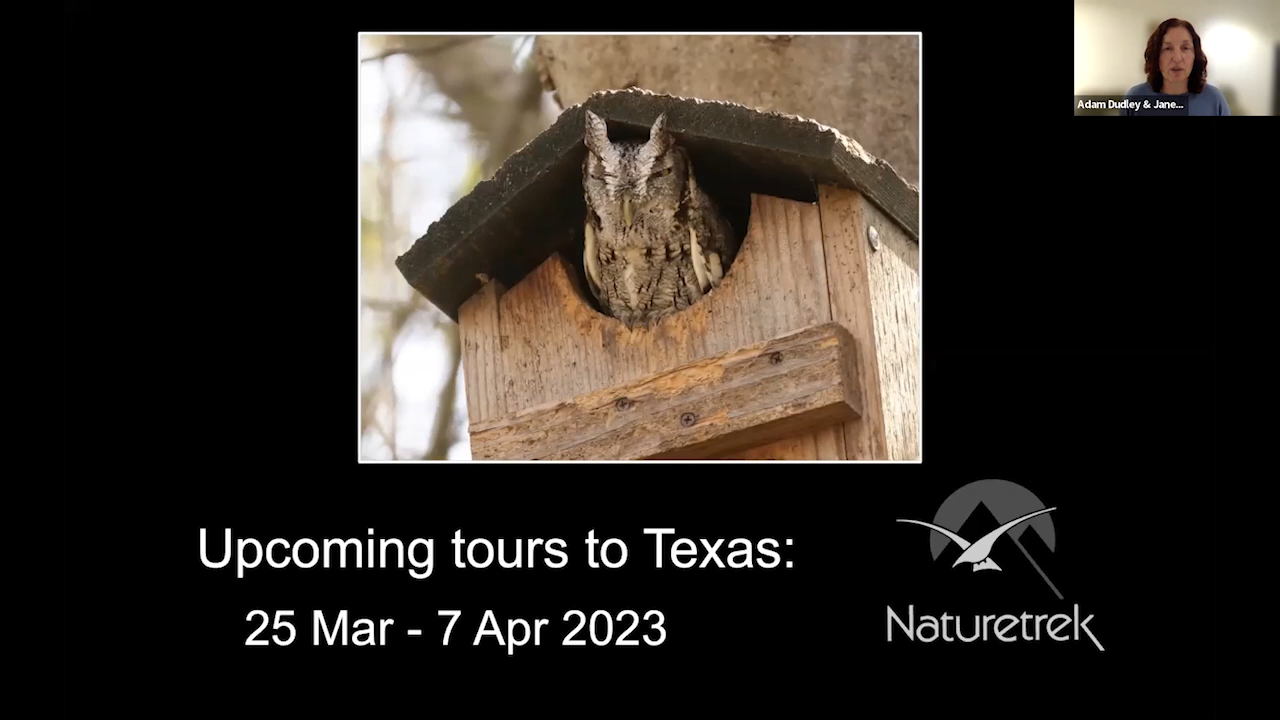 Adam Dudley & Jane...
Upcoming tours to Texas:
25 Mar - 7 Apr 2023
Naturetrek